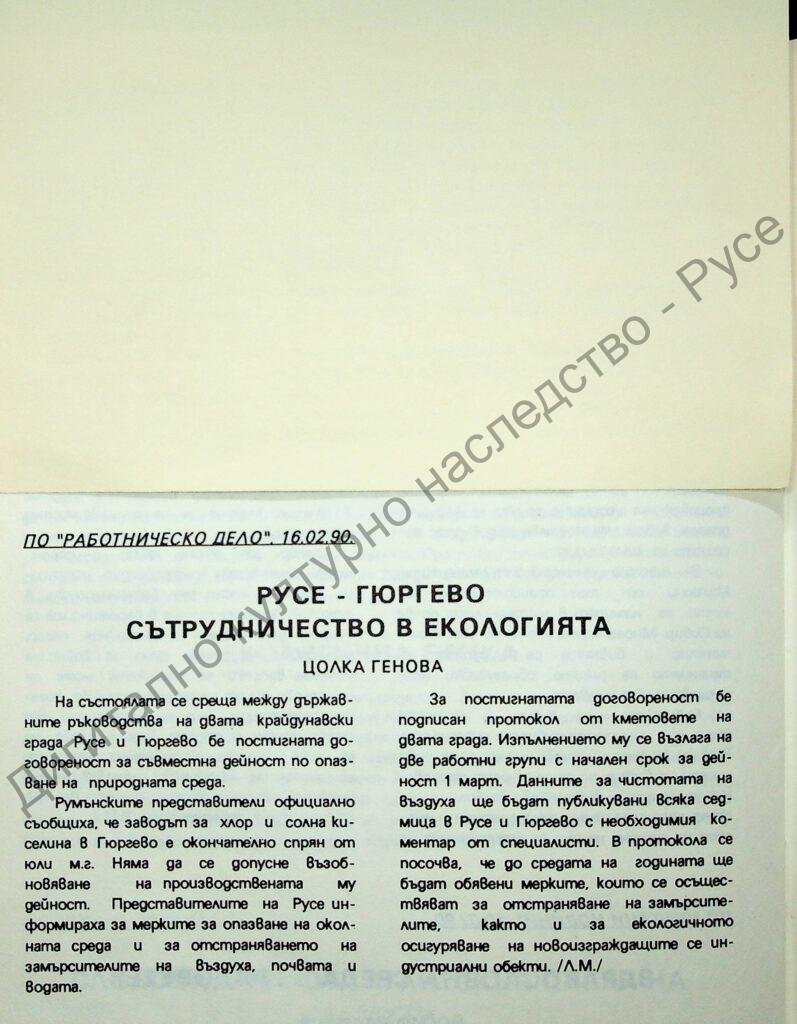 ПО "РАБОТНИЧЕСКО ДЕЛО", 16.02.90.
РУСЕ - ГЮРГЕВО
СЪТРУДНИЧЕСТВО В ЕКОЛОГИЯТА
ЦОЛКА ГЕНОВА
На състоялата се среща между държав-
ните ръководства на двата крайдунавски
града Русе и Гюргево бе постигната до-
говореност за съвместна дейност по опаз-
ване на природната среда.
Румънските представители официално
съобщиха, че заводът за хлор и солна ки-
селина в Гюргево е окончателно спрян от
юли м.г. Няма да се допусне възоб-
новяване на производствената му
дейност. Представителите на Русе ин-
формираха за мерките за опазване на окол-
ната среда и за отстраняването на
замърсителите на въздуха, почвата и
водата.
За постигнатата договореност бе
подписан протокол от кметовете на
двата града. Изпълнението му се възлага на
две работни групи с начален срок за дей-
ност 1 март. Данните за чистотата на
въздуха ще бъдат публикувани всяка сед-
мица в Русе и Гюргево с необходимия ко-
ментар от специалисти. В протокола се
посочва, че до средата на годината ще
бъдат обявени мерките, които се осъщес-
твяват за отстраняване на замърсите-
лите, както и за екологичното
осигуряване на новоизграждащите се ин-
дустриални обекти. /Л.М./
Дигитално културно наследство - Русе